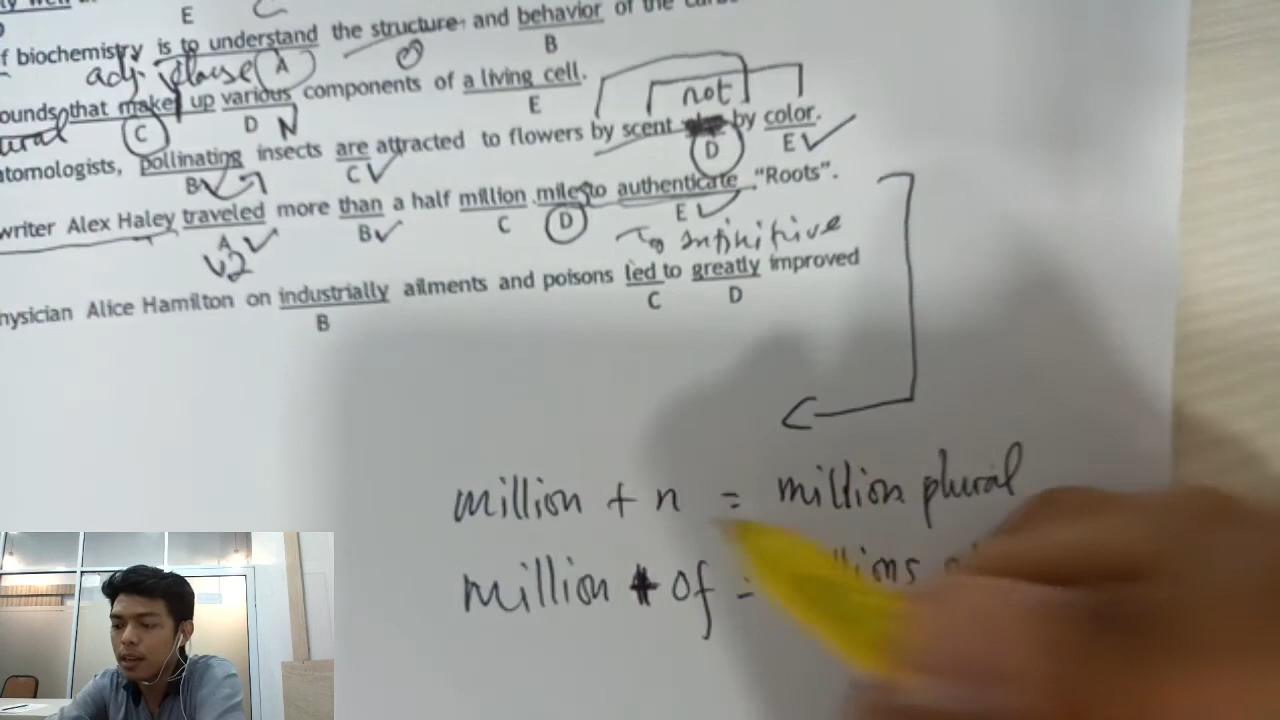 E
f biochemistry is to understand the structure and behavior of the
adj. clause A B
ounds that make up various components of a living cell.
C D N E
not
tomologists, pollinating insects are attracted to flowers by scent by color.
B C D E
writer Alex Haley traveled more than a half million mile to authenticate "Roots".
A B C D E
V2 To infinitive
hysician Alice Hamilton on industrially ailments and poisons led to greatly improved
B C D
million + n = million plural
million of =